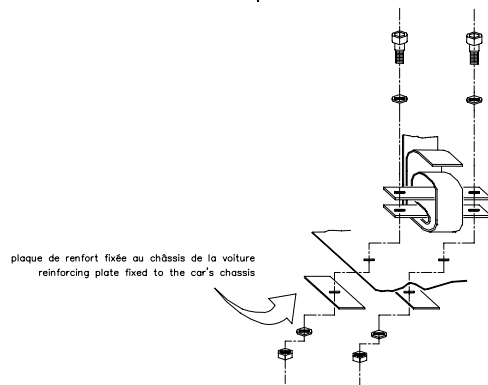 plaque de renfort fixée au châssis de la voiture
reinforcing plate fixed to the car's chassis